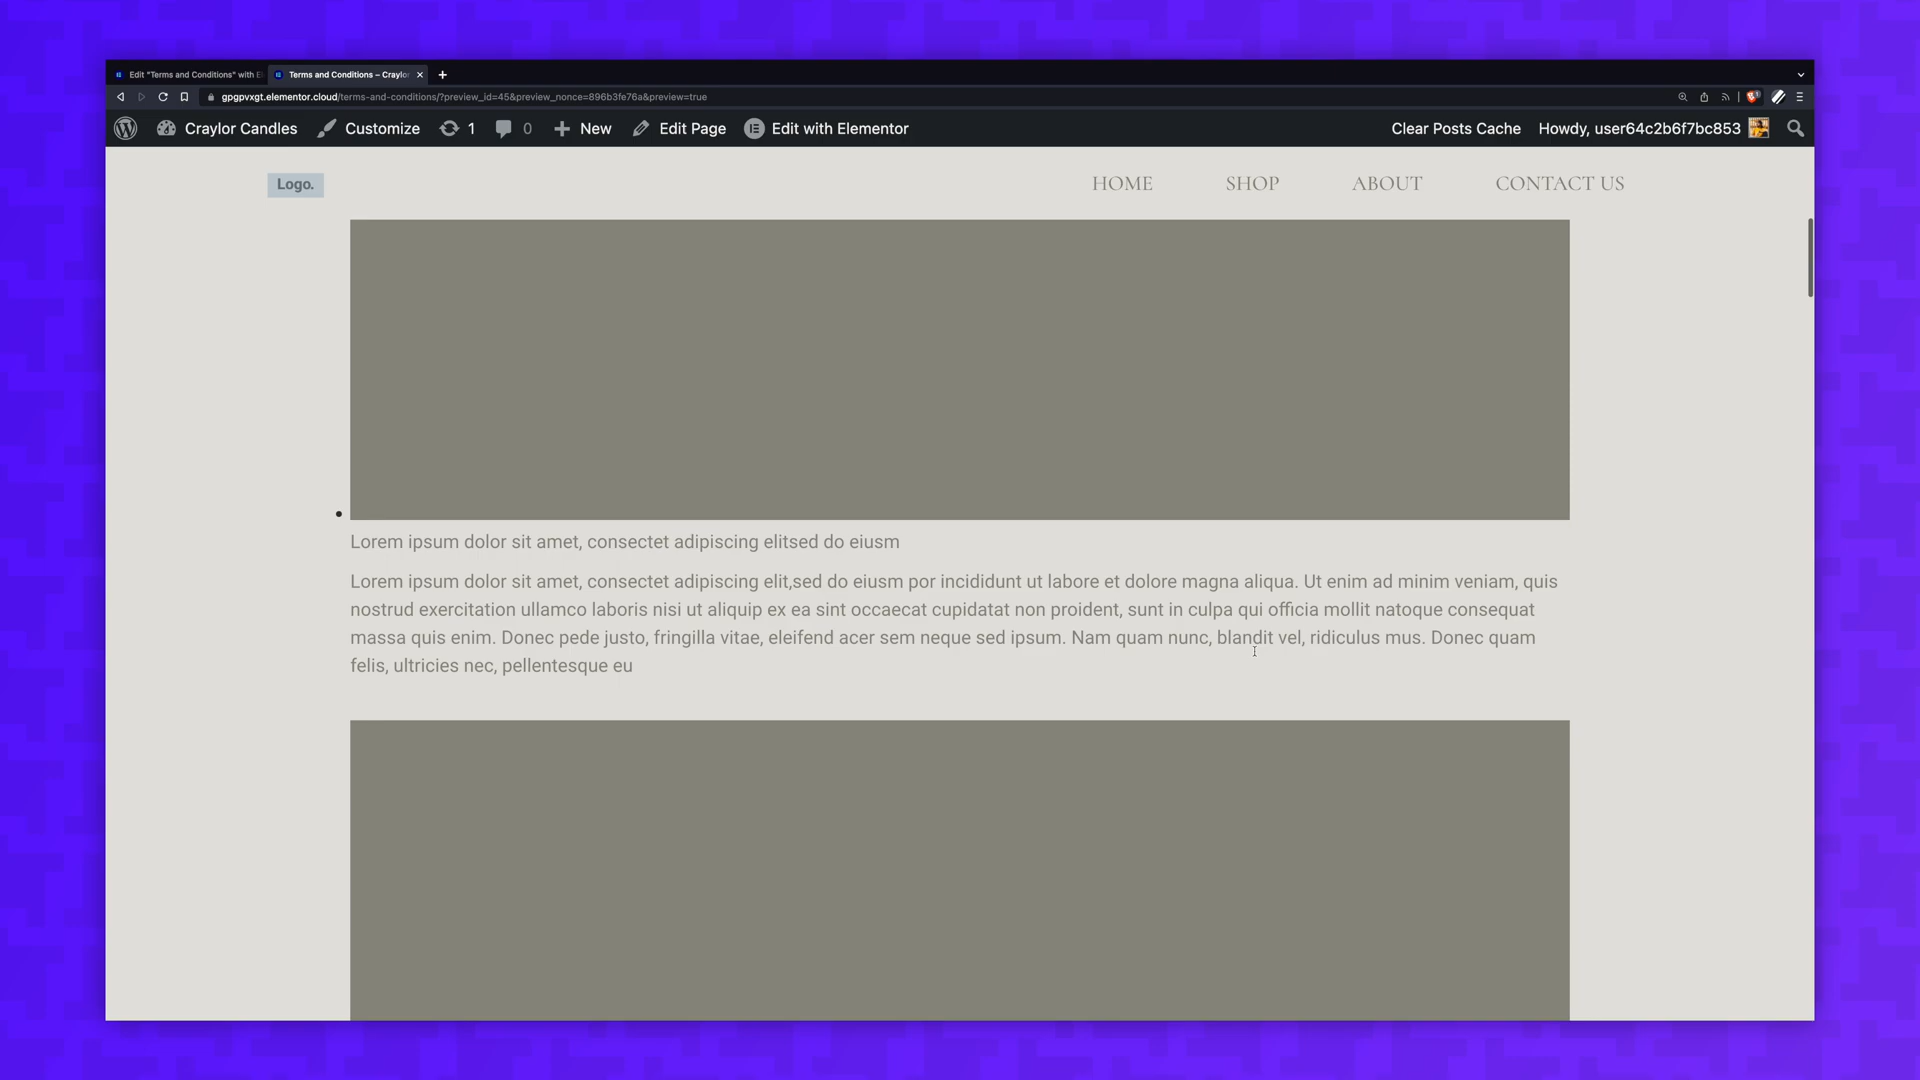 Edit "Terms and Conditions" with El
Terms and Conditions – Craylor
gpgpvxgt.elementor.cloud/terms-and-conditions/?preview_id=45&preview_nonce=896b3fe76a&preview=true
Craylor Candles Customize 1 0 New Edit Page Edit with Elementor Clear Posts Cache Howdy, user64c2b6f7bc853
Logo. HOME SHOP ABOUT CONTACT US
Lorem ipsum dolor sit amet, consectet adipiscing elitsed do eiusm
Lorem ipsum dolor sit amet, consectet adipiscing elit,sed do eiusm por incididunt ut labore et dolore magna aliqua. Ut enim ad minim veniam, quis
nostrud exercitation ullamco laboris nisi ut aliquip ex ea sint occaecat cupidatat non proident, sunt in culpa qui officia mollit natoque consequat
massa quis enim. Donec pede justo, fringilla vitae, eleifend acer sem neque sed ipsum. Nam quam nunc, blandit vel, ridiculus mus. Donec quam
felis, ultricies nec, pellentesque eu